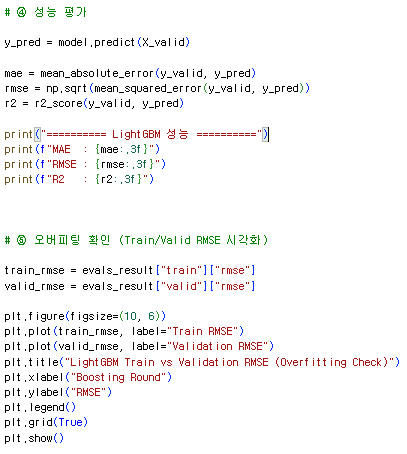 # ④ 성능 평가
y_pred = model.predict(X_valid)
mae = mean_absolute_error(y_valid, y_pred)
rmse = np.sqrt(mean_squared_error(y_valid, y_pred))
r2 = r2_score(y_valid, y_pred)
print("========== LightGBM 성능 ==========")
print(f"MAE  : {mae:.3f}")
print(f"RMSE : {rmse:.3f}")
print(f"R2   : {r2:.3f}")
# ⑤ 오버피팅 확인 (Train/Valid RMSE 시각화)
train_rmse = evals_result["train"]["rmse"]
valid_rmse = evals_result["valid"]["rmse"]
plt.figure(figsize=(10, 6))
plt.plot(train_rmse, label="Train RMSE")
plt.plot(valid_rmse, label="Validation RMSE")
plt.title("LightGBM Train vs Validation RMSE (Overfitting Check)")
plt.xlabel("Boosting Round")
plt.ylabel("RMSE")
plt.legend()
plt.grid(True)
plt.show()